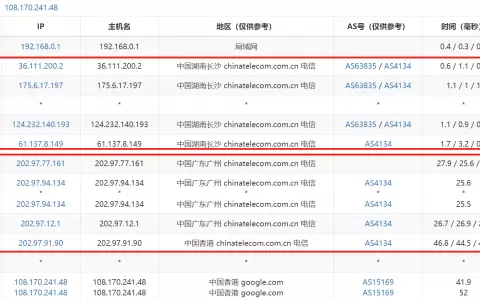 108.170.241.48
IP 主机名 地区（仅供参考） AS号（仅供参考） 时间（毫秒）
192.168.0.1 192.168.0.1 局域网 0.4 / 0.3 / 0
36.111.200.2 36.111.200.2 中国湖南长沙 chinatelecom.com.cn 电信 AS63835 / AS4134 0.6 / 1.1 /
175.6.17.197 175.6.17.197 中国湖南长沙 chinatelecom.com.cn 电信 AS63835 / AS4134 1.1 / 1
* * * * *
124.232.140.193 124.232.140.193 中国湖南长沙 chinatelecom.com.cn 电信 AS63835 / AS4134 1.1 / 0.9 /
61.137.8.149 61.137.8.149 中国湖南长沙 chinatelecom.com.cn 电信 AS4134 1.7 / 3.2 /
202.97.77.161 202.97.77.161 中国广东广州 chinatelecom.com.cn 电信 AS4134 27.9 / 25.6 /
202.97.94.134 202.97.94.134 中国广东广州 chinatelecom.com.cn 电信 AS4134 25.6
* * * * *
202.97.94.134 202.97.94.134 中国广东广州 chinatelecom.com.cn 电信 AS4134 25.5
202.97.12.1 202.97.12.1 中国广东广州 chinatelecom.com.cn 电信 AS4134 26.7 / 26.9 /
202.97.91.90 202.97.91.90 中国香港 chinatelecom.com.cn 电信 AS4134 46.8 / 44.5 /
* * * * *
108.170.241.48 108.170.241.48 中国香港 google.com AS15169 41.9
108.170.241.48 108.170.241.48 中国香港 google.com AS15169 52